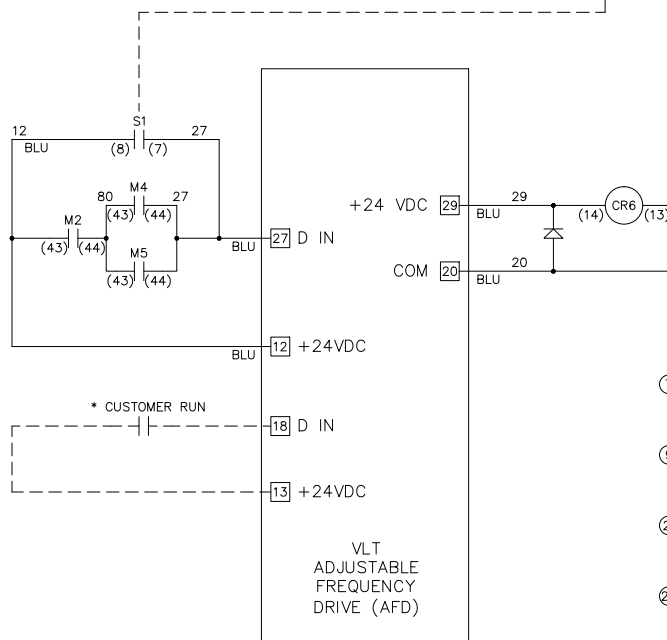 S1
12
27
BLU
(8)
(7)
80
M4
27
(43)
(44)
M2
(43)
(44)
M5
(43)
(44)
BLU
27
D IN
+24 VDC
29
29
BLU
(14)
CR6
(13)
COM
20
20
BLU
BLU
12
+24VDC
* CUSTOMER RUN
18
D IN
13
+24VDC
VLT
ADJUSTABLE
FREQUENCY
DRIVE (AFD)